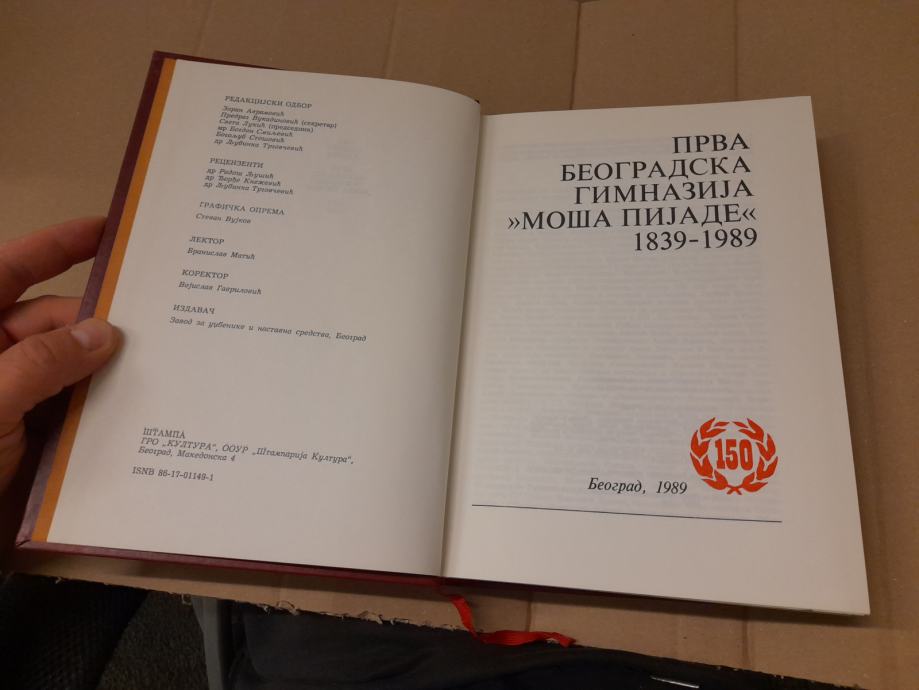 РЕДАКЦИЈСКИ ОДБОР
Зоран Аврамовић
Предраг Вукадиновић (секретар)
Света Лукић (председник)
мр Богдан Смиљевић
Богољуб Стошовић
др Љубинка Трговчевић
РЕЦЕНЗЕНТИ
др Радош Љушић
др Ђорђе Кнежевић
др Љубинка Трговчевић
ГРАФИЧКА ОПРЕМА
Стеван Вујков
ЛЕКТОР
Бранислав Матић
КОРЕКТОР
Војислав Гавриловић
ИЗДАВАЧ
Завод за уџбенике и наставна средства, Београд
ШТАМПА
ГРО „КУЛТУРА”, ООУР „Штампарија Култура”,
Београд, Македонска 4
ISNB 86-17-01149-1
ПРВА
БЕОГРАДСКА
ГИМНАЗИЈА
»МОША ПИЈАДЕ«
1839-1989
150
Београд, 1989